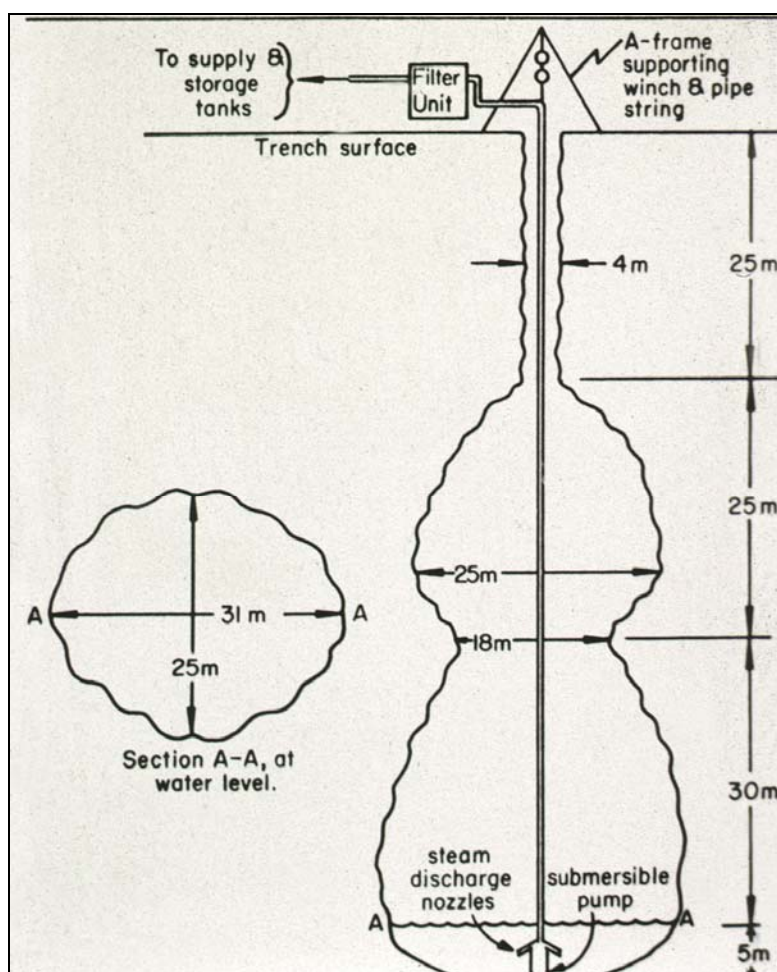 To supply &
storage
tanks
Filter
Unit
A-frame
supporting
winch & pipe
string
Trench surface
4m
25m
25m
25m
A
31 m
A
18m
25m
Section A-A, at
water level.
30m
steam
discharge
nozzles
submersible
pump
A
A
5m